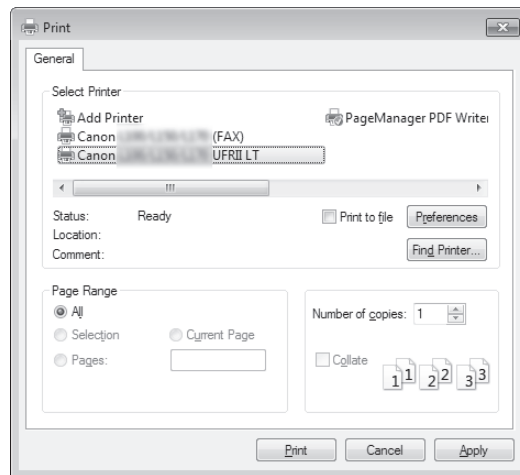 Print
General
Select Printer
Add Printer
PageManager PDF Writer
Canon (FAX)
Canon UFRII LT
Status: Ready
Print to file
Preferences
Location:
Comment:
Find Printer...
Page Range
All
Selection
Current Page
Pages:
Number of copies: 1
Collate
1 1 2 2 3 3
Print
Cancel
Apply